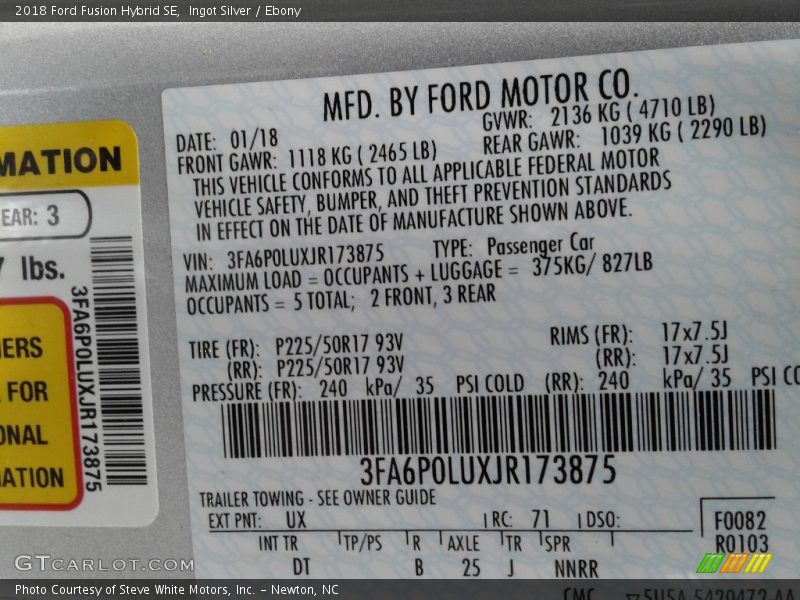 2018 Ford Fusion Hybrid SE,  Ingot Silver / Ebony
MFD. BY FORD MOTOR CO.
DATE: 01/18
GVWR: 2136 KG ( 4710 LB)
FRONT GAWR: 1118 KG ( 2465 LB)
REAR GAWR: 1039 KG ( 2290 LB)
THIS VEHICLE CONFORMS TO ALL APPLICABLE FEDERAL MOTOR
VEHICLE SAFETY, BUMPER, AND THEFT PREVENTION STANDARDS
IN EFFECT ON THE DATE OF MANUFACTURE SHOWN ABOVE.
VIN: 3FA6P0LUXJR173875 TYPE: Passenger Car
MAXIMUM LOAD = OCCUPANTS + LUGGAGE = 375KG/ 827LB
OCCUPANTS = 5 TOTAL; 2 FRONT, 3 REAR
TIRE (FR): P225/50R17 93V RIMS (FR): 17x7.5J
(RR): P225/50R17 93V (RR): 17x7.5J
PRESSURE (FR): 240 kPa/ 35 PSI COLD (RR): 240 kPa/ 35 PSI CO
3FA6P0LUXJR173875
TRAILER TOWING - SEE OWNER GUIDE
EXT PNT: UX RC: 71 DSO:
INT TR TP/PS R AXLE TR SPR
DT B 25 J NNRR
F0082
R0103
MATION
EAR: 3
7 lbs.
3FA6P0LUXJR173875
ERS
FOR
ONAL
ATION
GTCARLOT.COM
Photo Courtesy of Steve White Motors, Inc. – Newton, NC